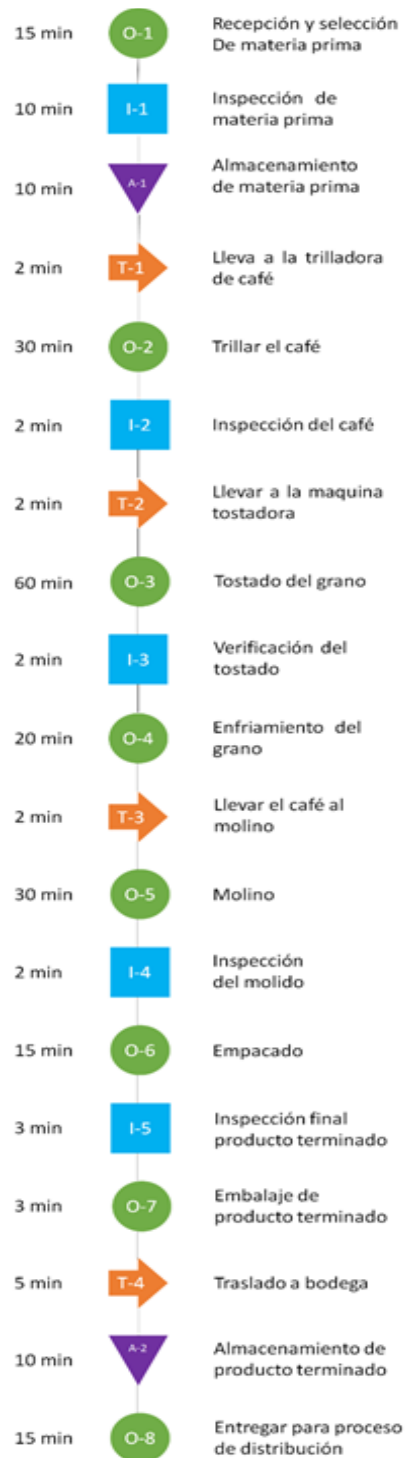 15 min
O-1
Recepción y selección
De materia prima
10 min
I-1
Inspección de
materia prima
10 min
A-1
Almacenamiento
de materia prima
2 min
T-1
Lleva a la trilladora
de café
30 min
O-2
Trillar el café
2 min
I-2
Inspección del café
2 min
T-2
Llevar a la maquina
tostadora
60 min
O-3
Tostado del grano
2 min
I-3
Verificación del
tostado
20 min
O-4
Enfriamiento del
grano
2 min
T-3
Llevar el café al
molino
30 min
O-5
Molino
2 min
I-4
Inspección
del molido
15 min
O-6
Empacado
3 min
I-5
Inspección final
producto terminado
3 min
O-7
Embalaje de
producto terminado
5 min
T-4
Traslado a bodega
10 min
A-2
Almacenamiento de
producto terminado
15 min
O-8
Entregar para proceso
de distribución